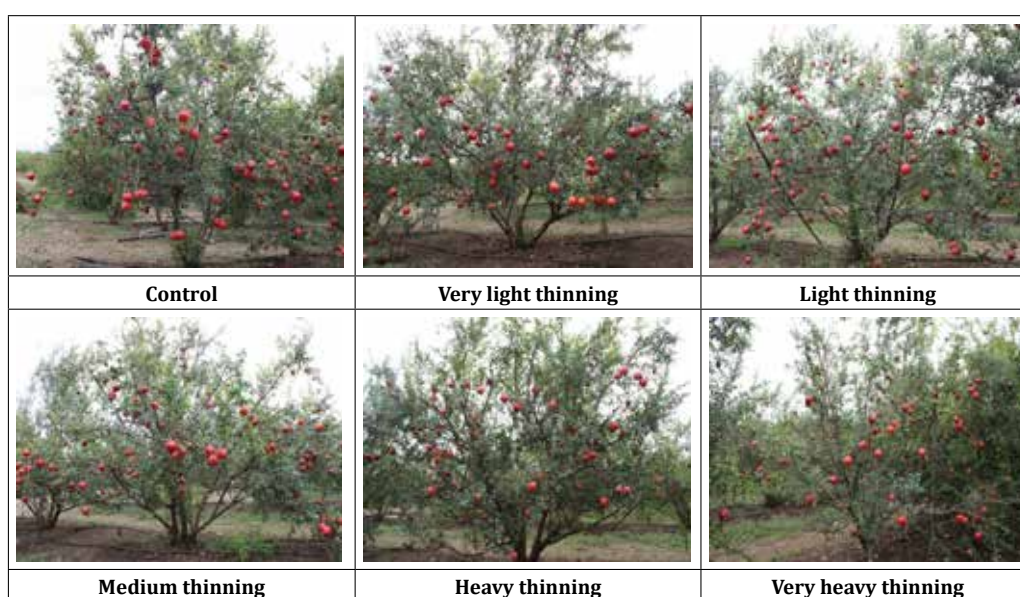 Control
Very light thinning
Light thinning
Medium thinning
Heavy thinning
Very heavy thinning